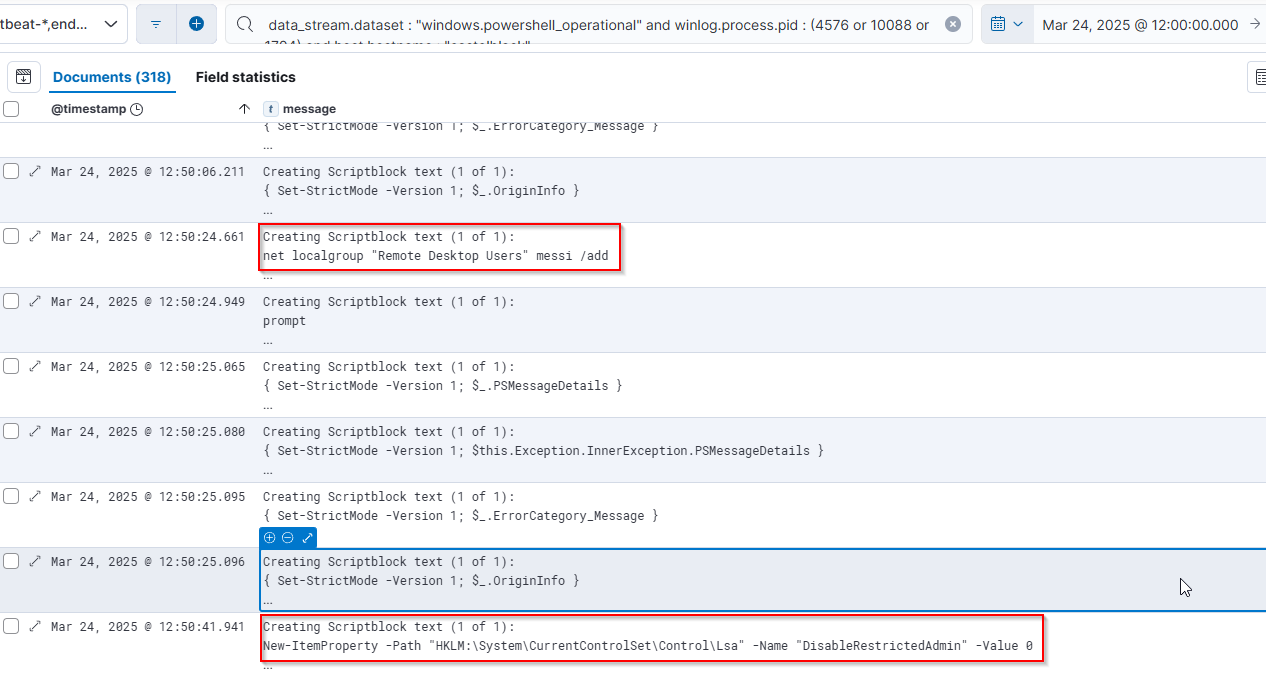 tbeat-*,end...
data_stream.dataset : "windows.powershell_operational" and winlog.process.pid : (4576 or 10088 or
Mar 24, 2025 @ 12:00:00.000
Documents (318)
Field statistics
@timestamp
t message
{ Set-StrictMode -Version 1; $_.ErrorCategory_Message }
...
Mar 24, 2025 @ 12:50:06.211 Creating Scriptblock text (1 of 1):
{ Set-StrictMode -Version 1; $_.OriginInfo }
...
Mar 24, 2025 @ 12:50:24.661 Creating Scriptblock text (1 of 1):
net localgroup "Remote Desktop Users" messi /add
...
Mar 24, 2025 @ 12:50:24.949 Creating Scriptblock text (1 of 1):
prompt
...
Mar 24, 2025 @ 12:50:25.065 Creating Scriptblock text (1 of 1):
{ Set-StrictMode -Version 1; $_.PSMessageDetails }
...
Mar 24, 2025 @ 12:50:25.080 Creating Scriptblock text (1 of 1):
{ Set-StrictMode -Version 1; $this.Exception.InnerException.PSMessageDetails }
...
Mar 24, 2025 @ 12:50:25.095 Creating Scriptblock text (1 of 1):
{ Set-StrictMode -Version 1; $_.ErrorCategory_Message }
Mar 24, 2025 @ 12:50:25.096 Creating Scriptblock text (1 of 1):
{ Set-StrictMode -Version 1; $_.OriginInfo }
...
Mar 24, 2025 @ 12:50:41.941 Creating Scriptblock text (1 of 1):
New-ItemProperty -Path "HKLM:\System\CurrentControlSet\Control\Lsa" -Name "DisableRestrictedAdmin" -Value 0
...